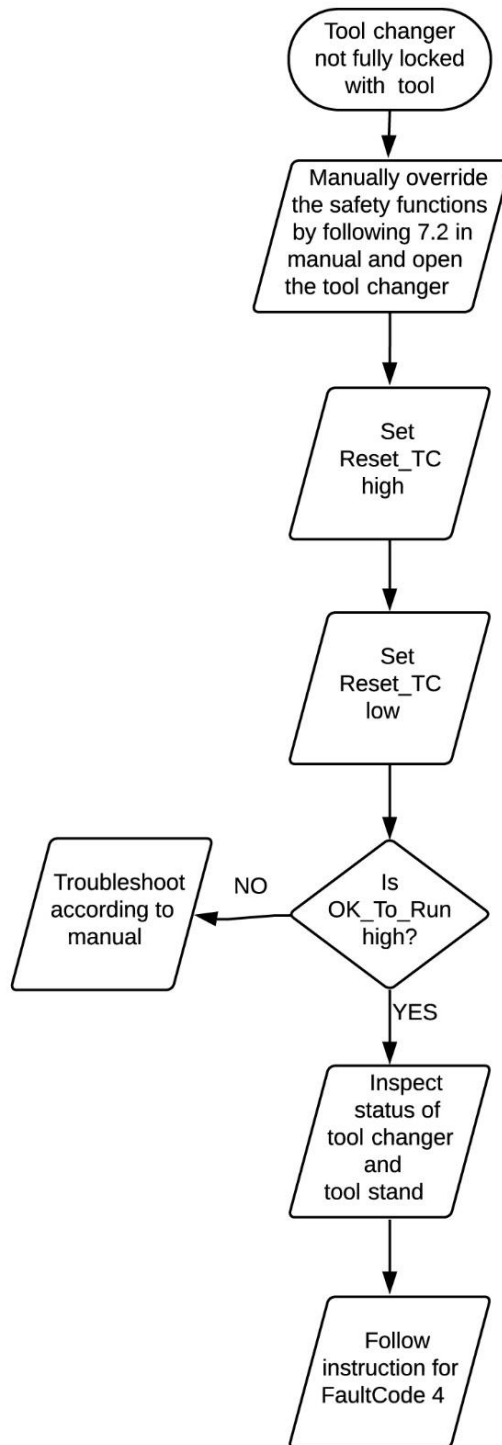 Tool changer
not fully locked
with tool
Manually override
the safety functions
by following 7.2 in
manual and open
the tool changer
Set
Reset_TC
high
Set
Reset_TC
low
Is
OK_To_Run
high?
NO
Troubleshoot
according to
manual
YES
Inspect
status of
tool changer
and
tool stand
Follow
instruction for
FaultCode 4